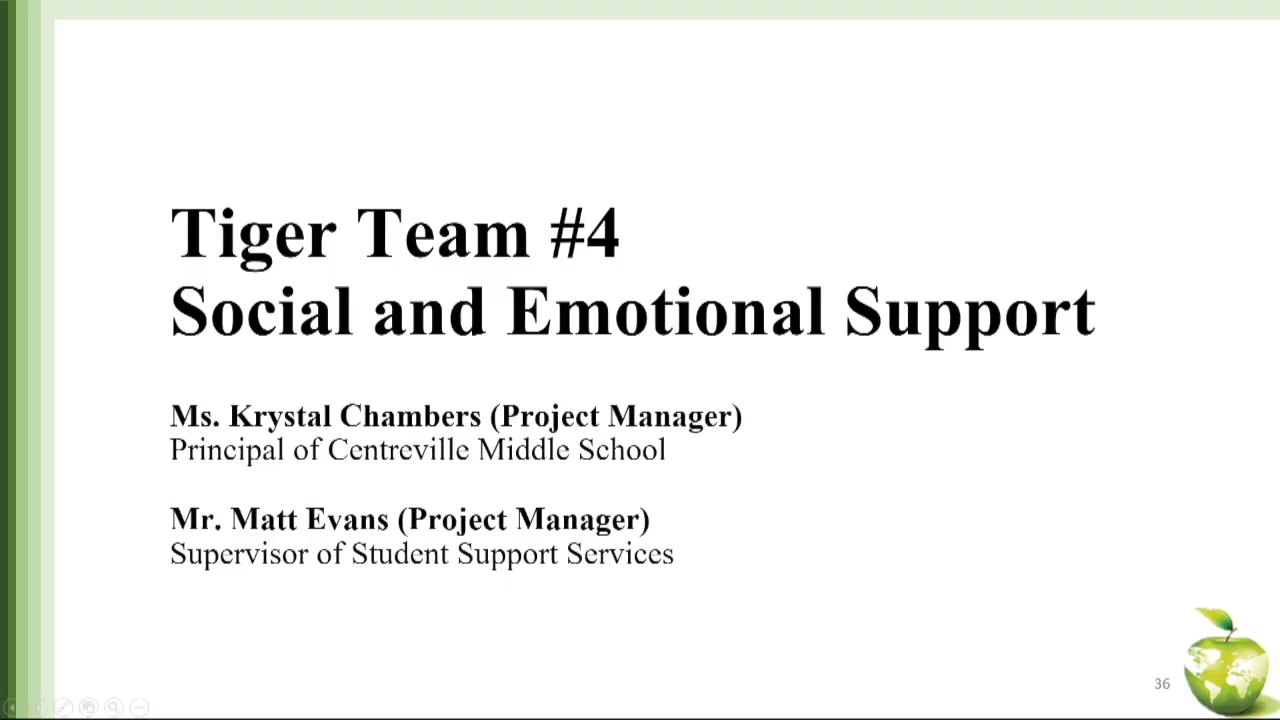 Tiger Team #4
Social and Emotional Support
Ms. Krystal Chambers (Project Manager)
Principal of Centreville Middle School
Mr. Matt Evans (Project Manager)
Supervisor of Student Support Services
36